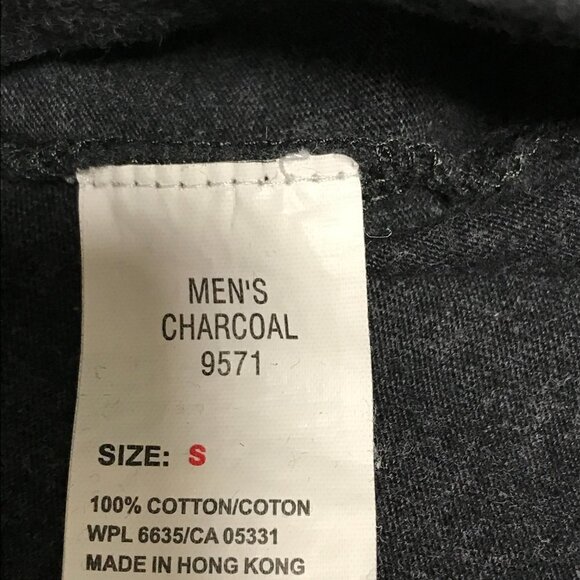 MEN'S
CHARCOAL
9571
SIZE: S
100% COTTON/COTON
WPL 6635/CA 05331
MADE IN HONG KONG